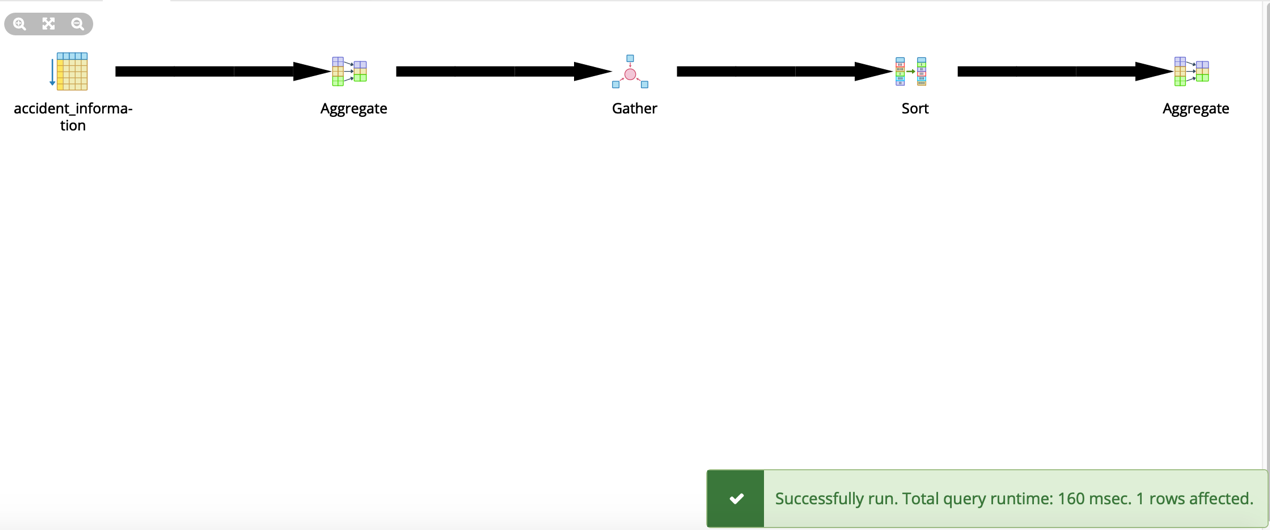 accident_informa-
tion
Aggregate
Gather
Sort
Aggregate
Successfully run. Total query runtime: 160 msec. 1 rows affected.